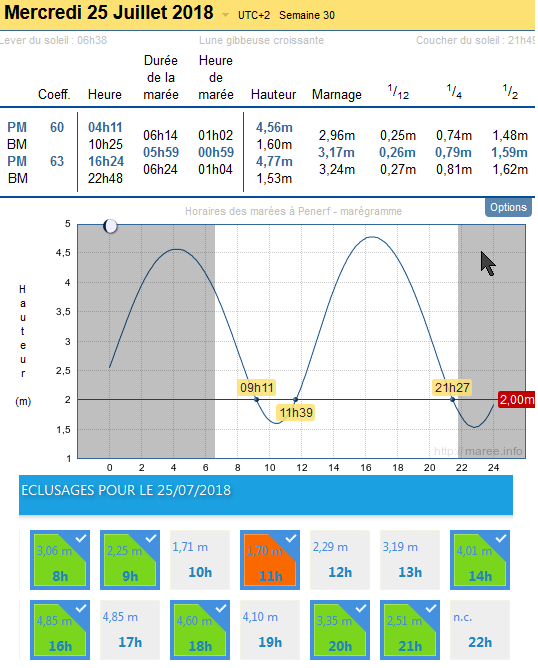 Mercredi 25 Juillet 2018 UTC+2 Semaine 30
Lever du soleil : 06h38 Lune gibbeuse croissante Coucher du soleil : 21h49
Coeff. Heure Durée de la marée Heure de marée Hauteur Marnage 1/12 1/4 1/2
PM 60 04h11 4,56m
06h14 01h02 2,96m 0,25m 0,74m 1,48m
BM 10h25 1,60m
05h59 00h59 3,17m 0,26m 0,79m 1,59m
PM 63 16h24 4,77m
06h24 01h04 3,24m 0,27m 0,81m 1,62m
BM 22h48 1,53m
Options
Horaires des marées à Penerf - marégramme
Hauteur (m)
5
4,5
4
3,5
3
2,5
2
1,5
1
09h11
11h39
21h27
2,00m
http://maree.info
0 2 4 6 8 10 12 14 16 18 20 22 24
ECLUSAGES POUR LE 25/07/2018
3,06 m 2,25 m 1,71 m 1,70 m 2,29 m 3,19 m 4,01 m
8h 9h 10h 11h 12h 13h 14h
4,85 m 4,85 m 4,60 m 4,10 m 3,35 m 2,51 m n.c.
16h 17h 18h 19h 20h 21h 22h